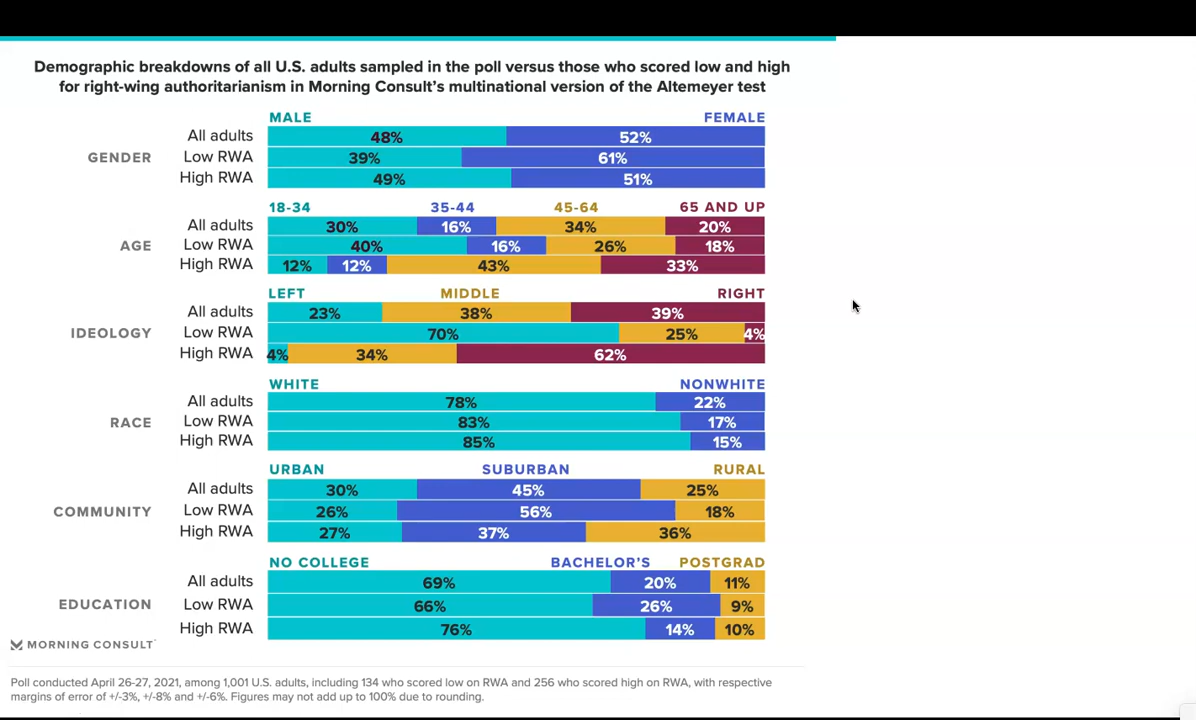 Demographic breakdowns of all U.S. adults sampled in the poll versus those who scored low and high
for right-wing authoritarianism in Morning Consult's multinational version of the Altemeyer test
MALE FEMALE
All adults 48% 52%
GENDER Low RWA 39% 61%
High RWA 49% 51%
18-34 35-44 45-64 65 AND UP
All adults 30% 16% 34% 20%
AGE Low RWA 40% 16% 26% 18%
High RWA 12% 12% 43% 33%
LEFT MIDDLE RIGHT
All adults 23% 38% 39%
IDEOLOGY Low RWA 70% 25% 4%
High RWA 4% 34% 62%
WHITE NONWHITE
All adults 78% 22%
RACE Low RWA 83% 17%
High RWA 85% 15%
URBAN SUBURBAN RURAL
All adults 30% 45% 25%
COMMUNITY Low RWA 26% 56% 18%
High RWA 27% 37% 36%
NO COLLEGE BACHELOR'S POSTGRAD
All adults 69% 20% 11%
EDUCATION Low RWA 66% 26% 9%
High RWA 76% 14% 10%
MORNING CONSULT
Poll conducted April 26-27, 2021, among 1,001 U.S. adults, including 134 who scored low on RWA and 256 who scored high on RWA, with respective
margins of error of +/-3%, +/-8% and +/-6%. Figures may not add up to 100% due to rounding.